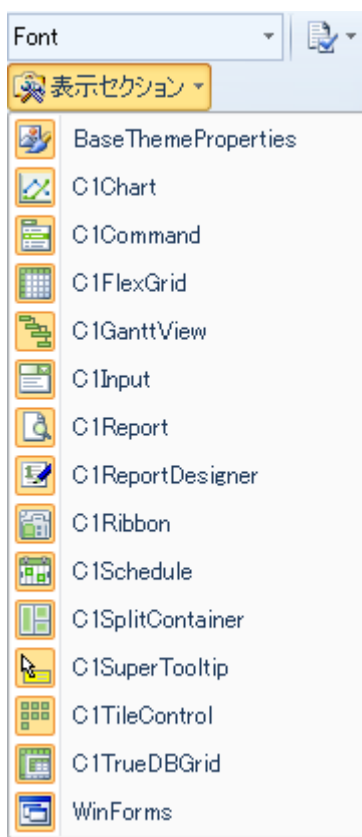 Font
表示セクション
BaseThemeProperties
C1Chart
C1Command
C1FlexGrid
C1GanttView
C1Input
C1Report
C1ReportDesigner
C1Ribbon
C1Schedule
C1SplitContainer
C1SuperTooltip
C1TileControl
C1TrueDBGrid
WinForms